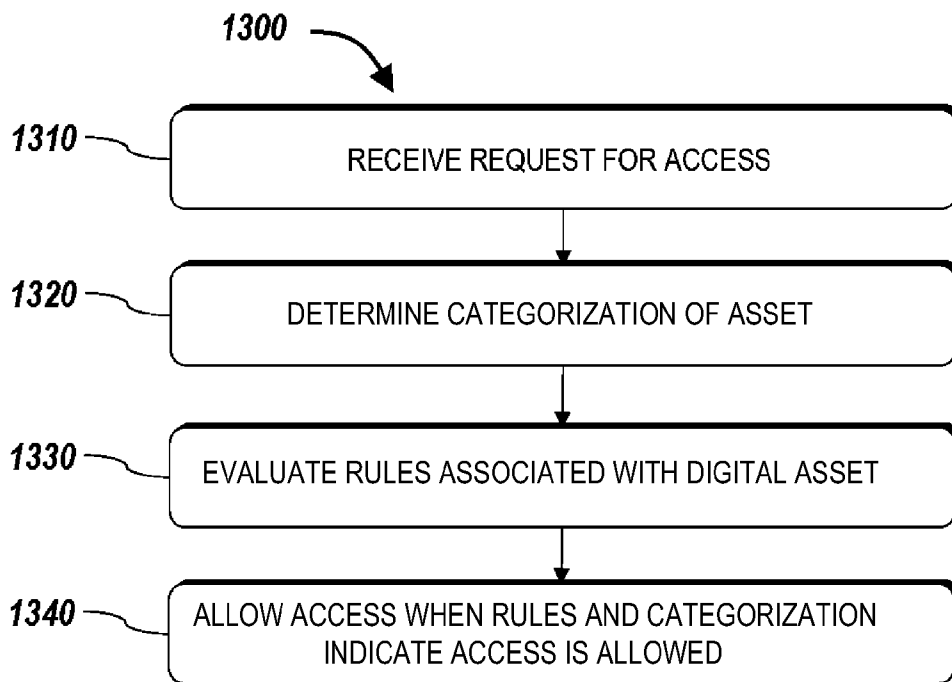 1300
1310
RECEIVE REQUEST FOR ACCESS
1320
DETERMINE CATEGORIZATION OF ASSET
1330
EVALUATE RULES ASSOCIATED WITH DIGITAL ASSET
1340
ALLOW ACCESS WHEN RULES AND CATEGORIZATION
INDICATE ACCESS IS ALLOWED